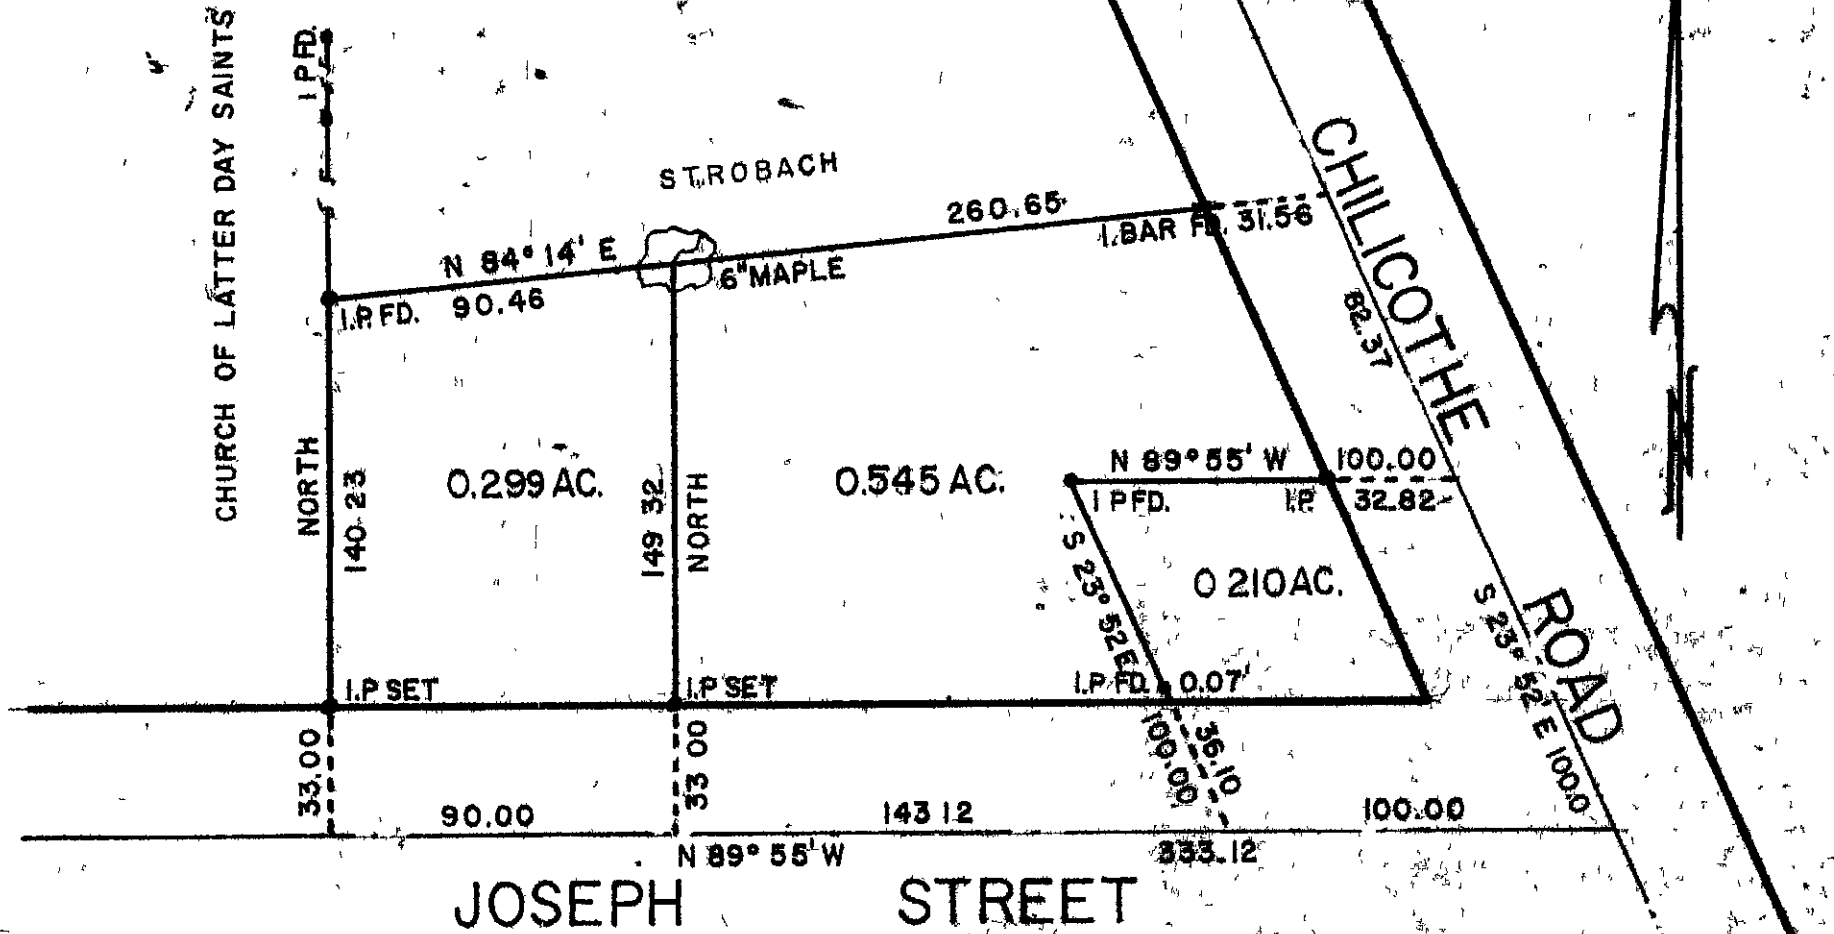 CHURCH OF LATTER DAY SAINTS
I P FD.
STROBACH
CHILICOTHE
ROAD
N 84° 14' E
90.46
260.65
I.P. FD.
6" MAPLE
I.BAR FD.
31.56
82.37
NORTH
140 23
0.299 AC.
149 32
NORTH
0.545 AC.
N 89° 55' W
100.00
I P FD.
I.P.
32.82
S 23° 52' E
0 210 AC.
S 23° 52' E 100.0
I.P SET
I.P SET
I.P FD.
0.07'
33.00
33 00
100.00
36.10
90.00
143 12
100.00
N 89° 55' W
333.12
JOSEPH STREET